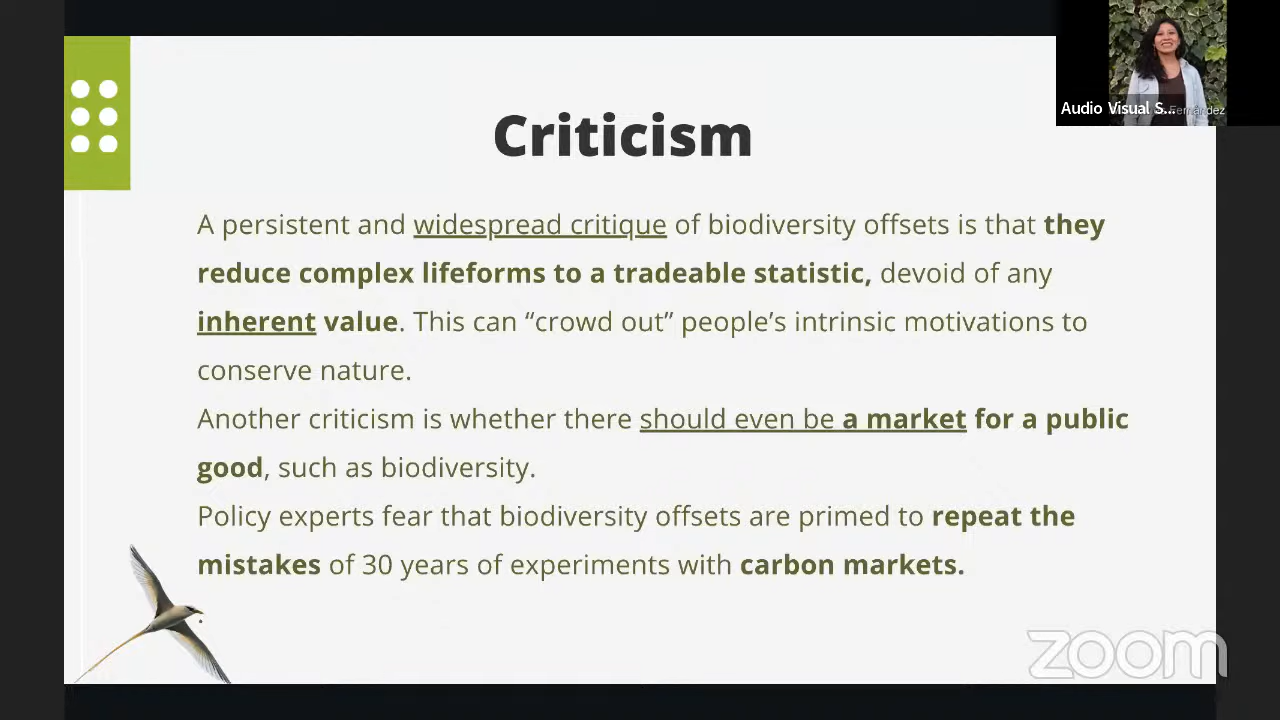 Criticism
A persistent and widespread critique of biodiversity offsets is that they
reduce complex lifeforms to a tradeable statistic, devoid of any
inherent value. This can “crowd out” people’s intrinsic motivations to
conserve nature.
Another criticism is whether there should even be a market for a public
good, such as biodiversity.
Policy experts fear that biodiversity offsets are primed to repeat the
mistakes of 30 years of experiments with carbon markets.
Audio Visual S...
zoom